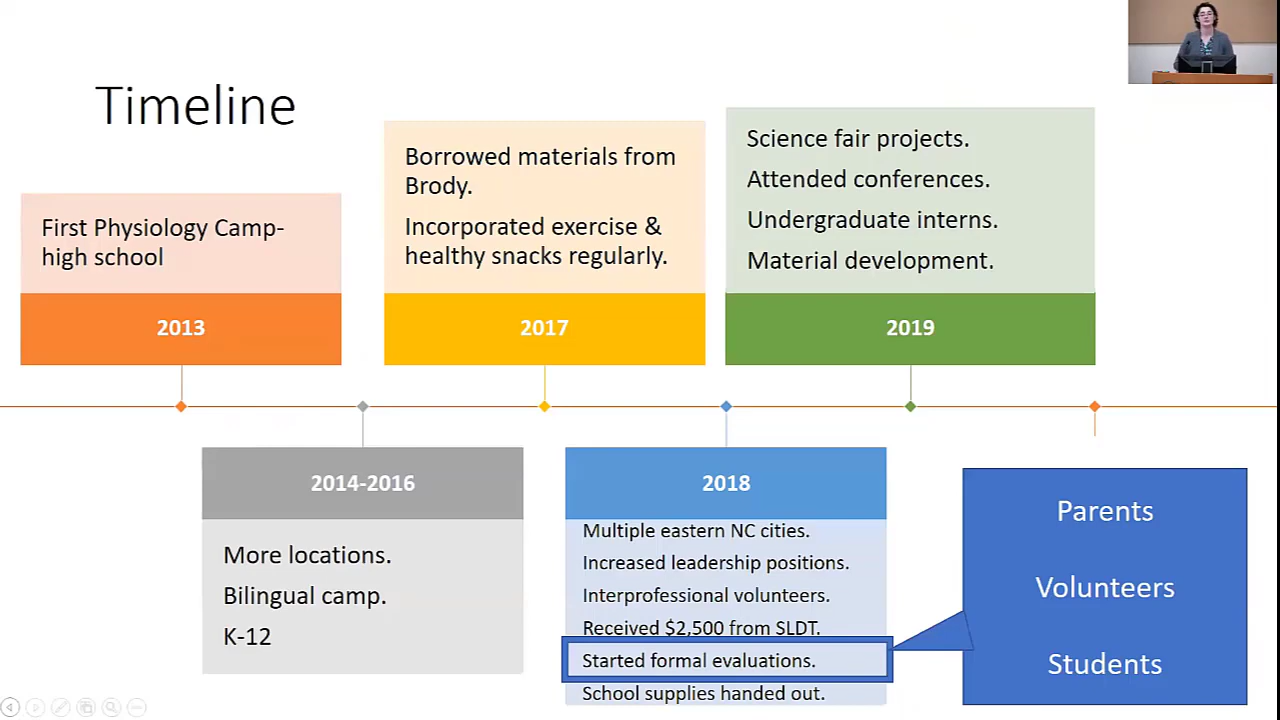 Timeline
First Physiology Camp-
high school
2013
2014-2016
More locations.
Bilingual camp.
K-12
Borrowed materials from
Brody.
Incorporated exercise &
healthy snacks regularly.
2017
2018
Multiple eastern NC cities.
Increased leadership positions.
Interprofessional volunteers.
Received $2,500 from SLDT.
Started formal evaluations.
School supplies handed out.
Science fair projects.
Attended conferences.
Undergraduate interns.
Material development.
2019
Parents
Volunteers
Students